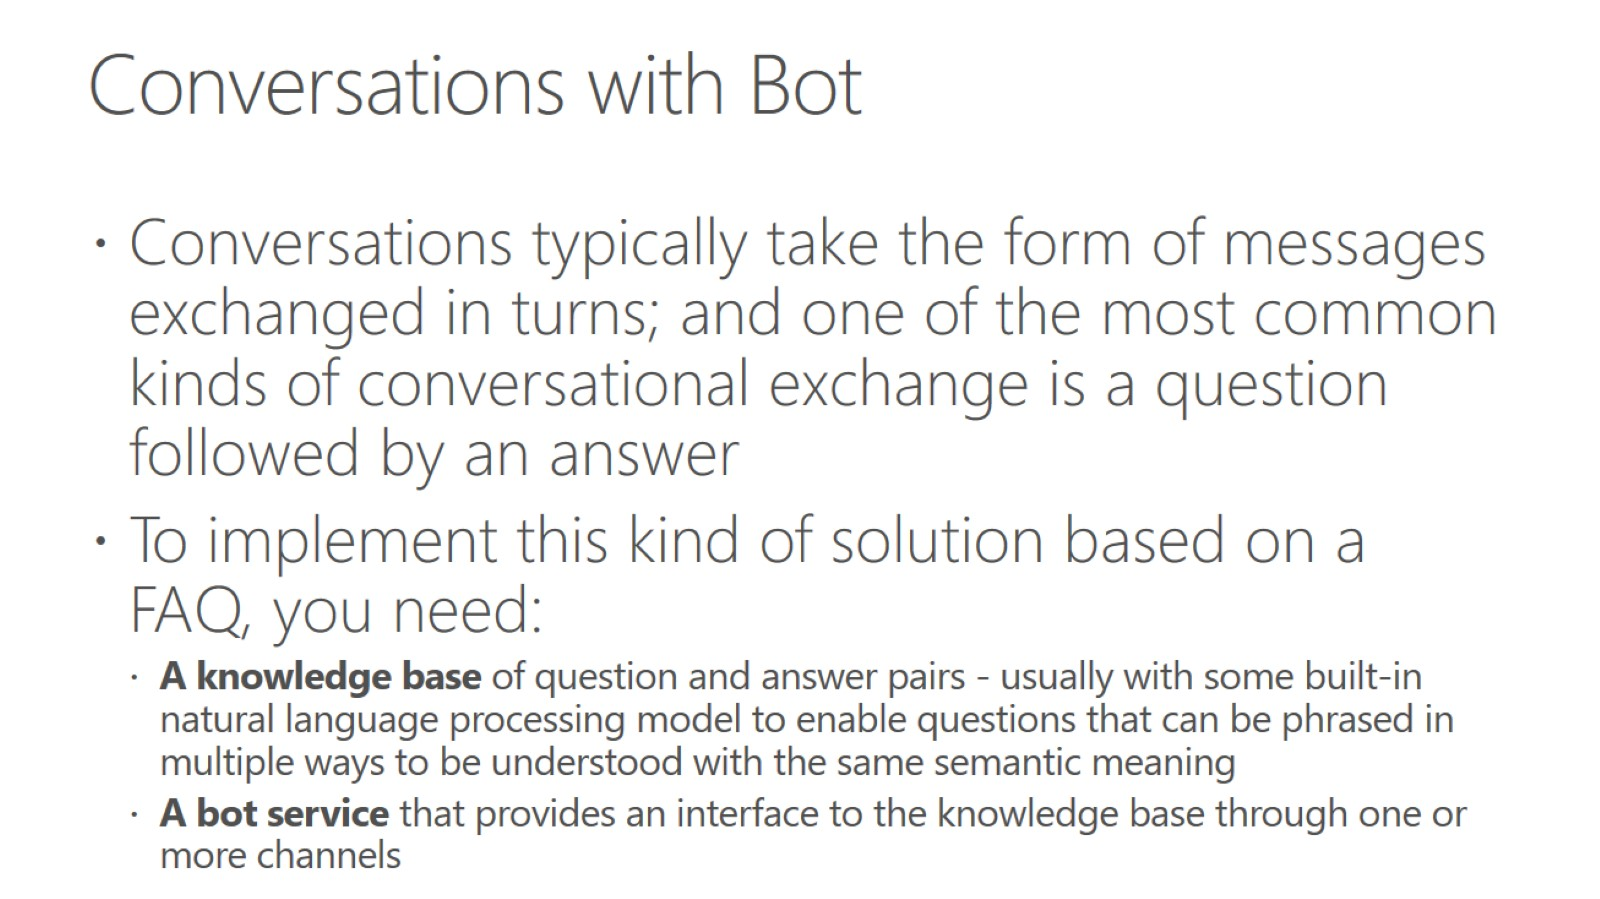 Conversations with Bot
· Conversations typically take the form of messages
exchanged in turns; and one of the most common
kinds of conversational exchange is a question
followed by an answer
· To implement this kind of solution based on a
FAQ, you need:
· A knowledge base of question and answer pairs - usually with some built-in
natural language processing model to enable questions that can be phrased in
multiple ways to be understood with the same semantic meaning
· A bot service that provides an interface to the knowledge base through one or
more channels